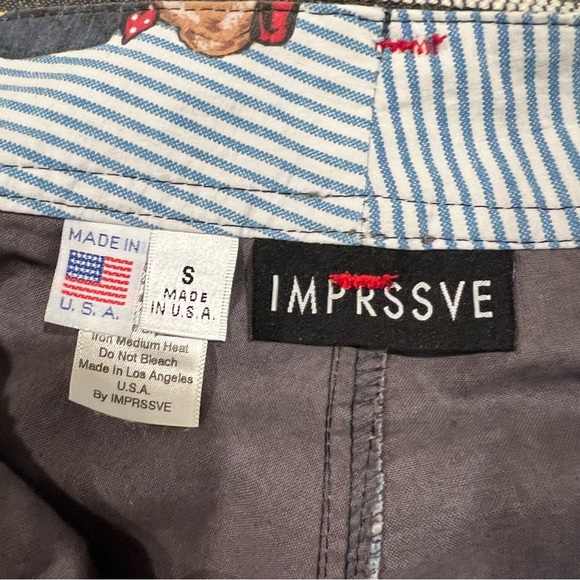 MADE IN
U.S.A.
S
MADE
IN U.S.A.
IMPRSSVE
Iron Medium Heat
Do Not Bleach
Made In Los Angeles
U.S.A.
By IMPRSSVE